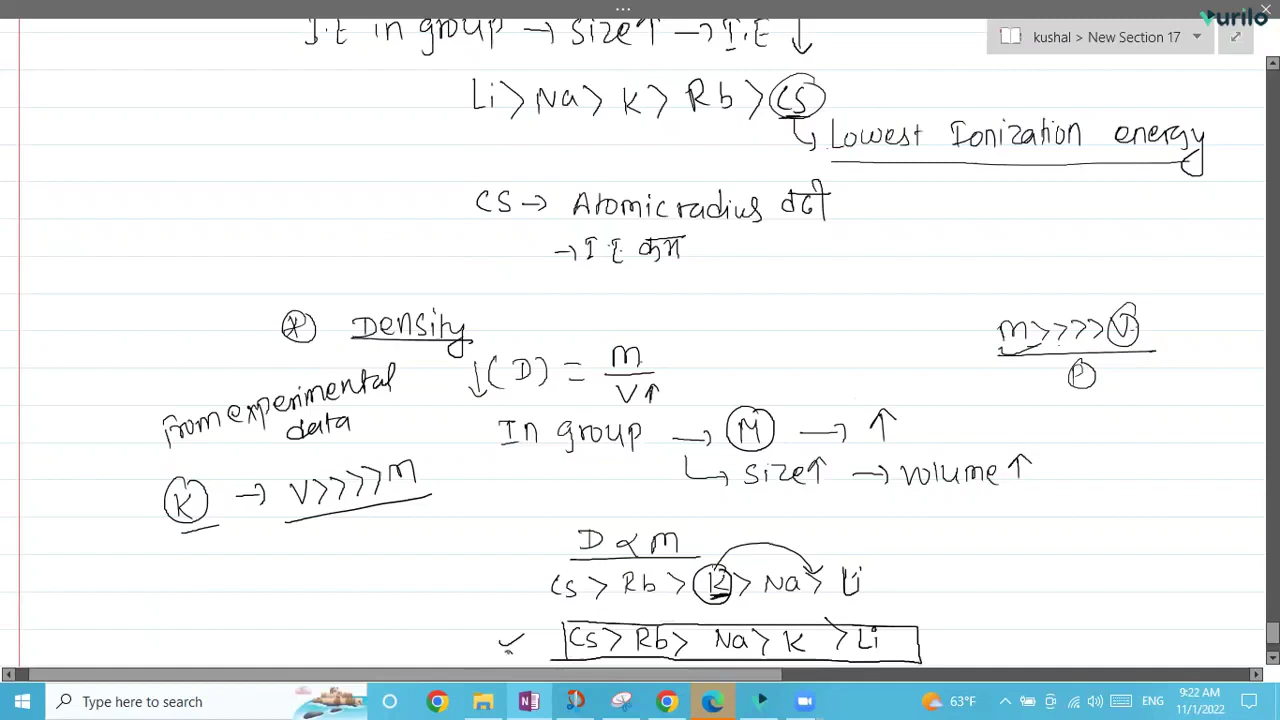 I.E in group → size↑ → I.E ↓
yurilo
kushal > New Section 17
Li > Na > K > Rb > Cs
Lowest Ionization energy
Cs → Atomic radius बढी
→ I.E कम
* Density
m >>>> V
D
↓(D) = M
V↑
From experimental data
In group → M → ↑
size↑ → volume↑
K → V >>>> m
D ∝ M
Cs > Rb > K > Na > Li
✓ Cs > Rb > Na > K > Li
Type here to search
63°F
ENG
9:22 AM
11/1/2022